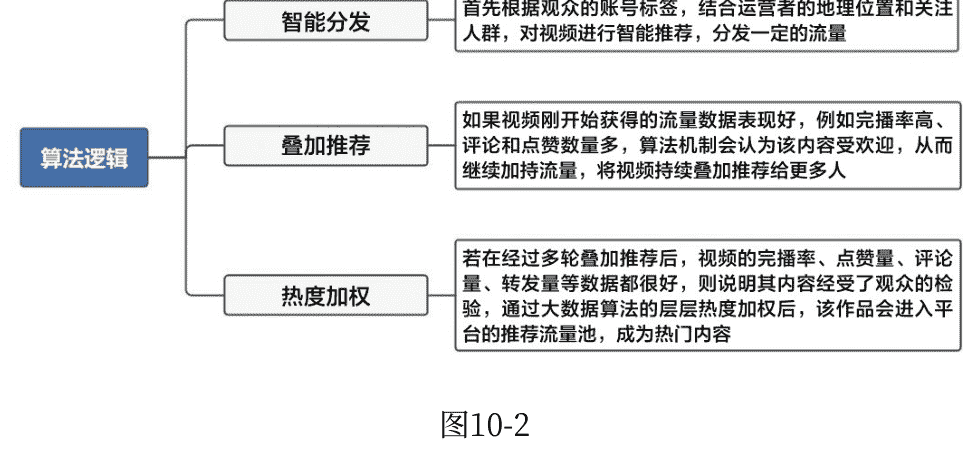 智能分发
首先根据观众的账号标签，结合运营者的地理位置和关注
人群，对视频进行智能推荐，分发一定的流量
算法逻辑
叠加推荐
如果视频刚开始获得的流量数据表现好，例如完播率高、
评论和点赞数量多，算法机制会认为该内容受欢迎，从而
继续加持流量，将视频持续叠加推荐给更多人
热度加权
若在经过多轮叠加推荐后，视频的完播率、点赞量、评论
量、转发量等数据都很好，则说明其内容经受了观众的检
验，通过大数据算法的层层热度加权后，该作品会进入平
台的推荐流量池，成为热门内容
图10-2